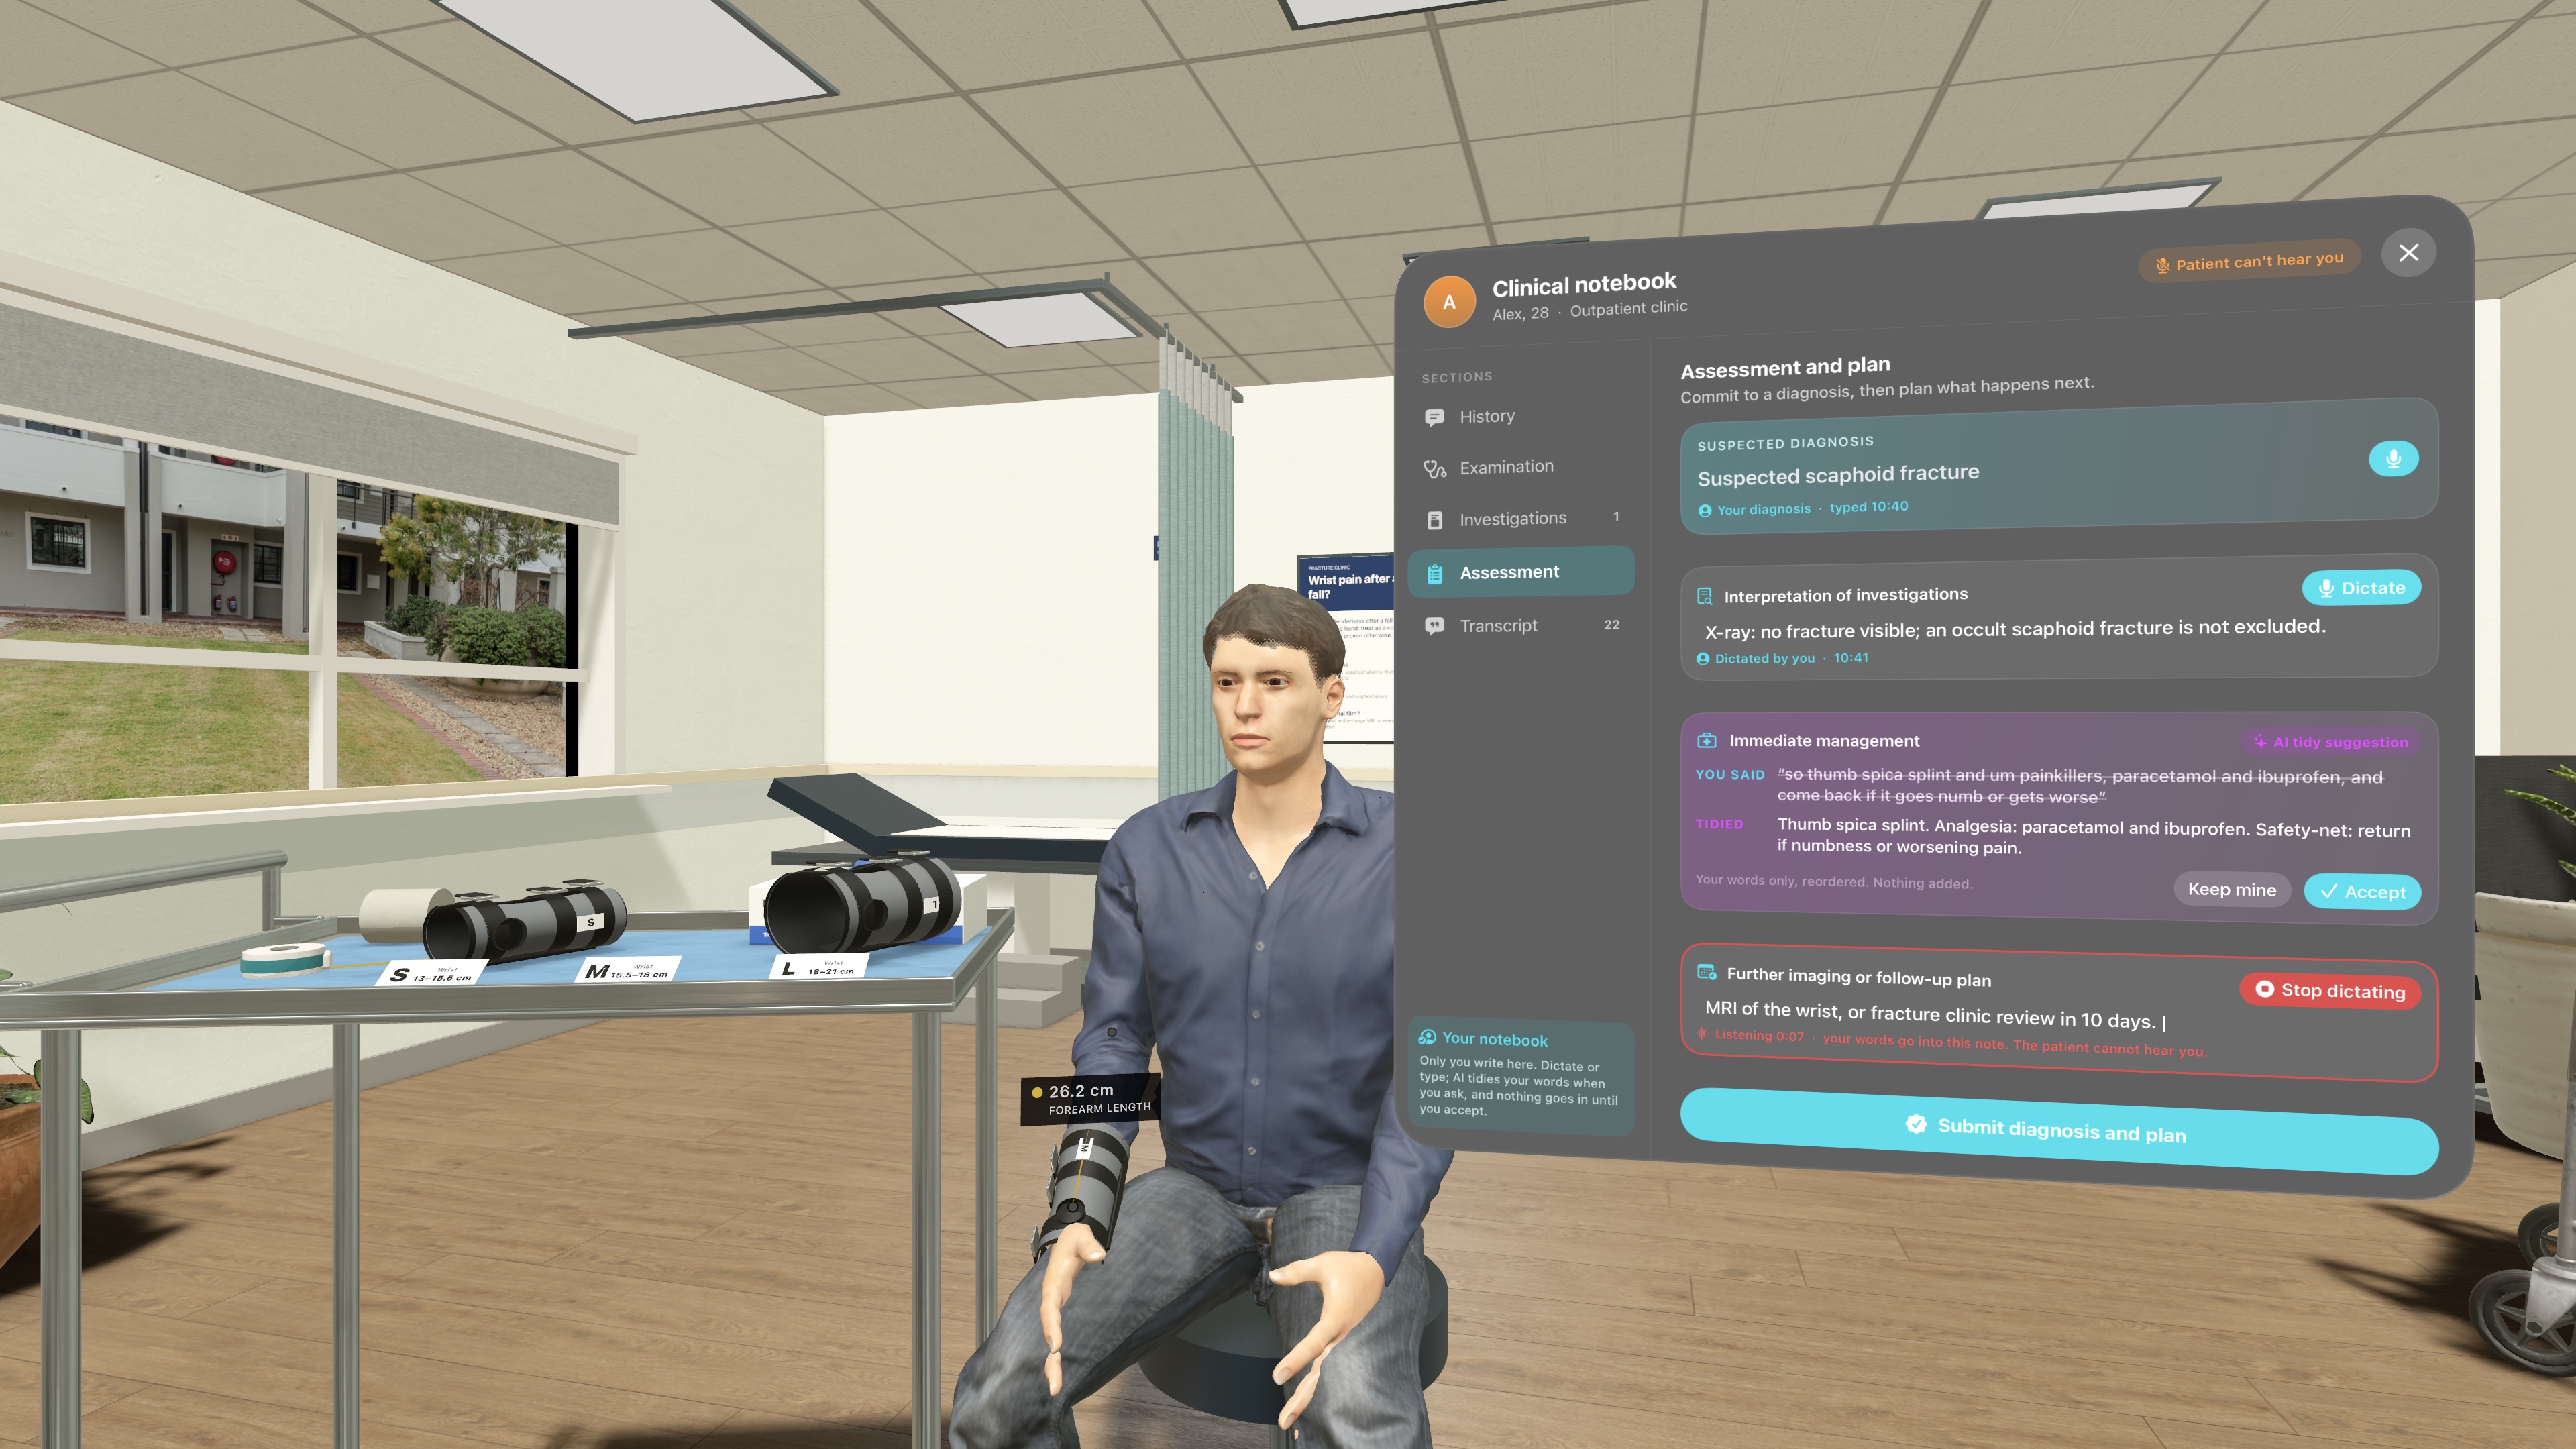 Clinical notebook
Alex, 28 · Outpatient clinic
A
Patient can't hear you
SECTIONS
History
Examination
Investigations 1
Assessment
Transcript 22
Your notebook
Only you write here. Dictate or
type; AI tidies your words when
you ask, and nothing goes in until
you accept.
Assessment and plan
Commit to a diagnosis, then plan what happens next.
SUSPECTED DIAGNOSIS
Suspected scaphoid fracture
Your diagnosis · typed 10:40
Interpretation of investigations
Dictate
X-ray: no fracture visible; an occult scaphoid fracture is not excluded.
Dictated by you · 10:41
Immediate management
AI tidy suggestion
YOU SAID "so thumb spica splint and um painkillers, paracetamol and ibuprofen, and
come back if it goes numb or gets worse"
TIDIED Thumb spica splint. Analgesia: paracetamol and ibuprofen. Safety-net: return
if numbness or worsening pain.
Your words only, reordered. Nothing added.
Keep mine
Accept
Further imaging or follow-up plan
Stop dictating
MRI of the wrist, or fracture clinic review in 10 days.
Listening 0:07 · your words go into this note. The patient cannot hear you.
Submit diagnosis and plan
FRACTURE CLINIC
Wrist pain after a
fall?
26.2 cm
FOREARM LENGTH
M
S
S Wrist
13–15.5 cm
M Wrist
15.5–18 cm
L Wrist
18–21 cm